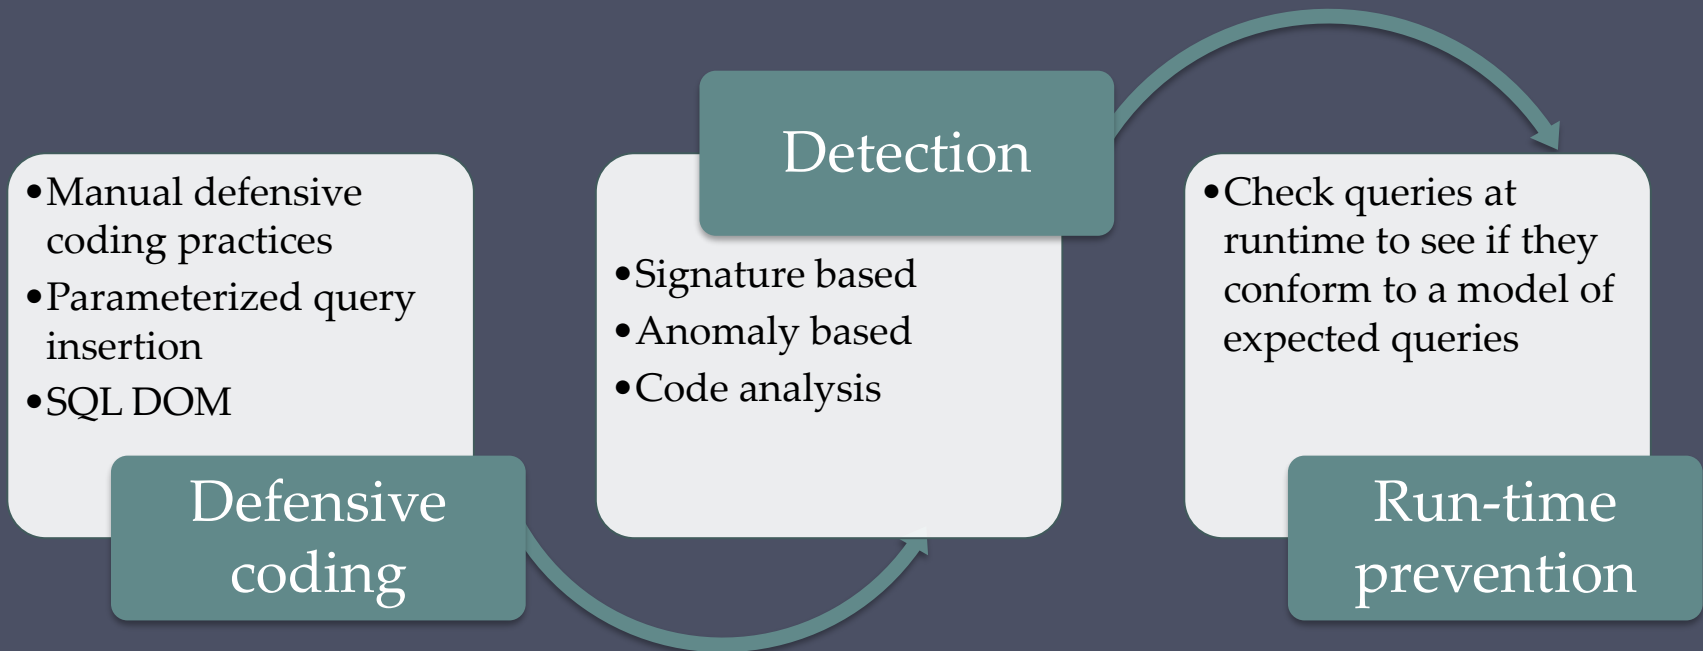 •Manual defensive
coding practices
•Parameterized query
insertion
•SQL DOM
Defensive
coding
Detection
•Signature based
•Anomaly based
•Code analysis
•Check queries at
runtime to see if they
conform to a model of
expected queries
Run-time
prevention